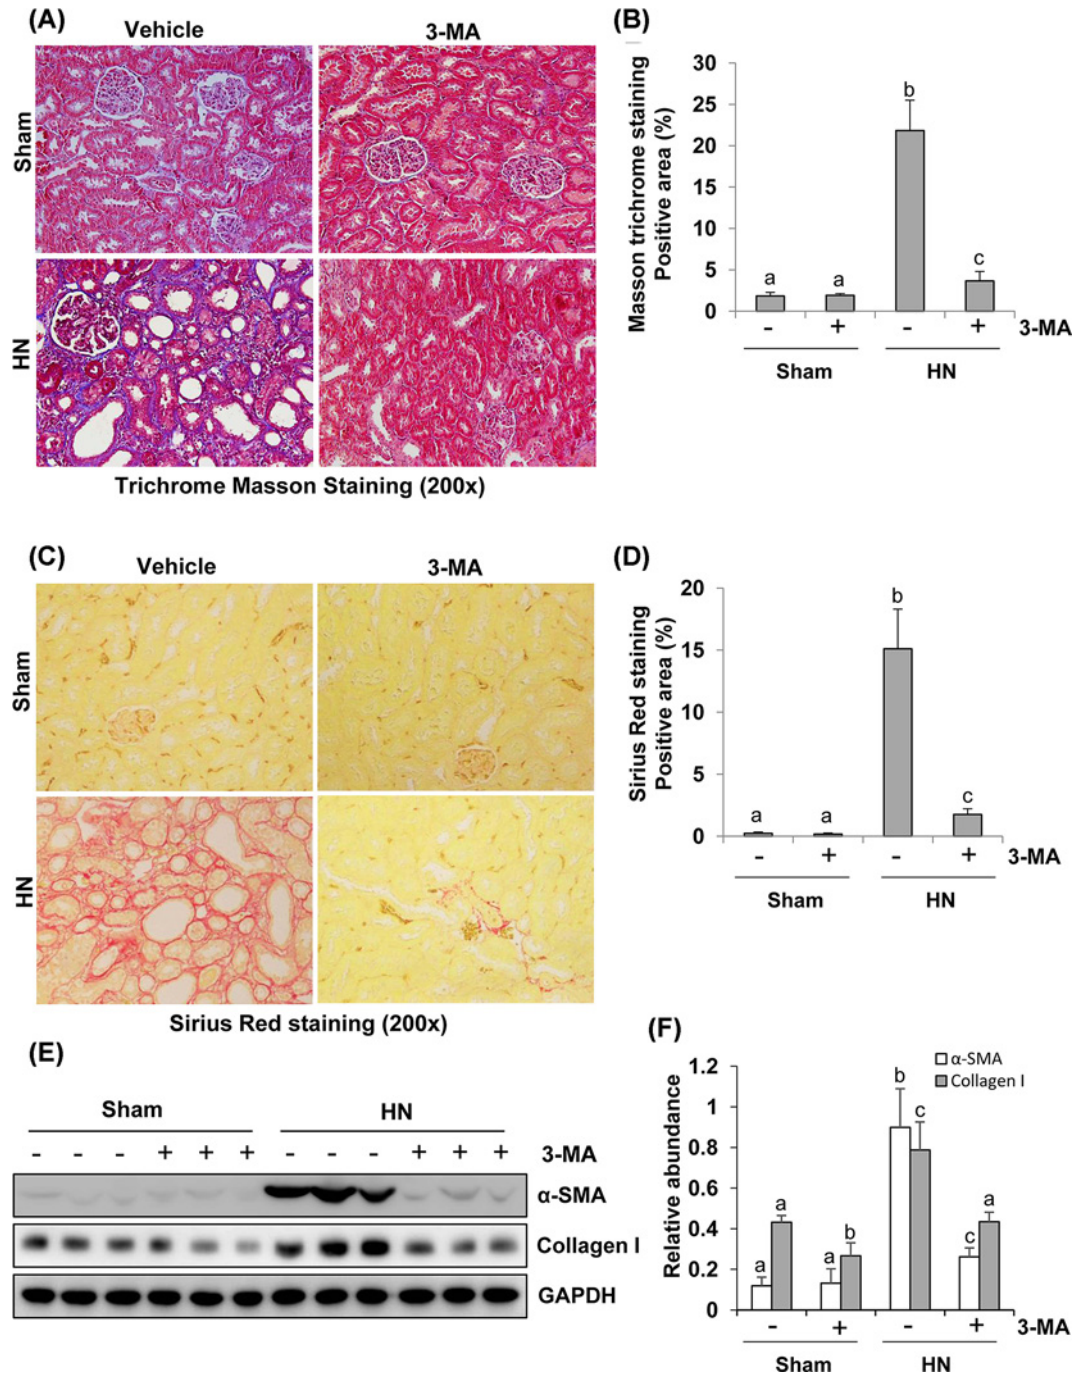 (A)
Vehicle
3-MA
Sham
HN
Trichrome Masson Staining (200x)
(B)
Masson trichrome staining
Positive area (%)
30
25
20
15
10
5
0
a
a
b
c
-
+
-
+
3-MA
Sham
HN
(C)
Vehicle
3-MA
Sham
HN
Sirius Red staining (200x)
(D)
Sirius Red staining
Positive area (%)
20
15
10
5
0
a
a
b
c
-
+
-
+
3-MA
Sham
HN
(E)
Sham
HN
- - - + + + - - - + + + 3-MA
α-SMA
Collagen I
GAPDH
(F)
Relative abundance
1.2
1
0.8
0.6
0.4
0.2
0
α-SMA
Collagen I
a
a
a
b
b
c
c
a
-
+
-
+
3-MA
Sham
HN